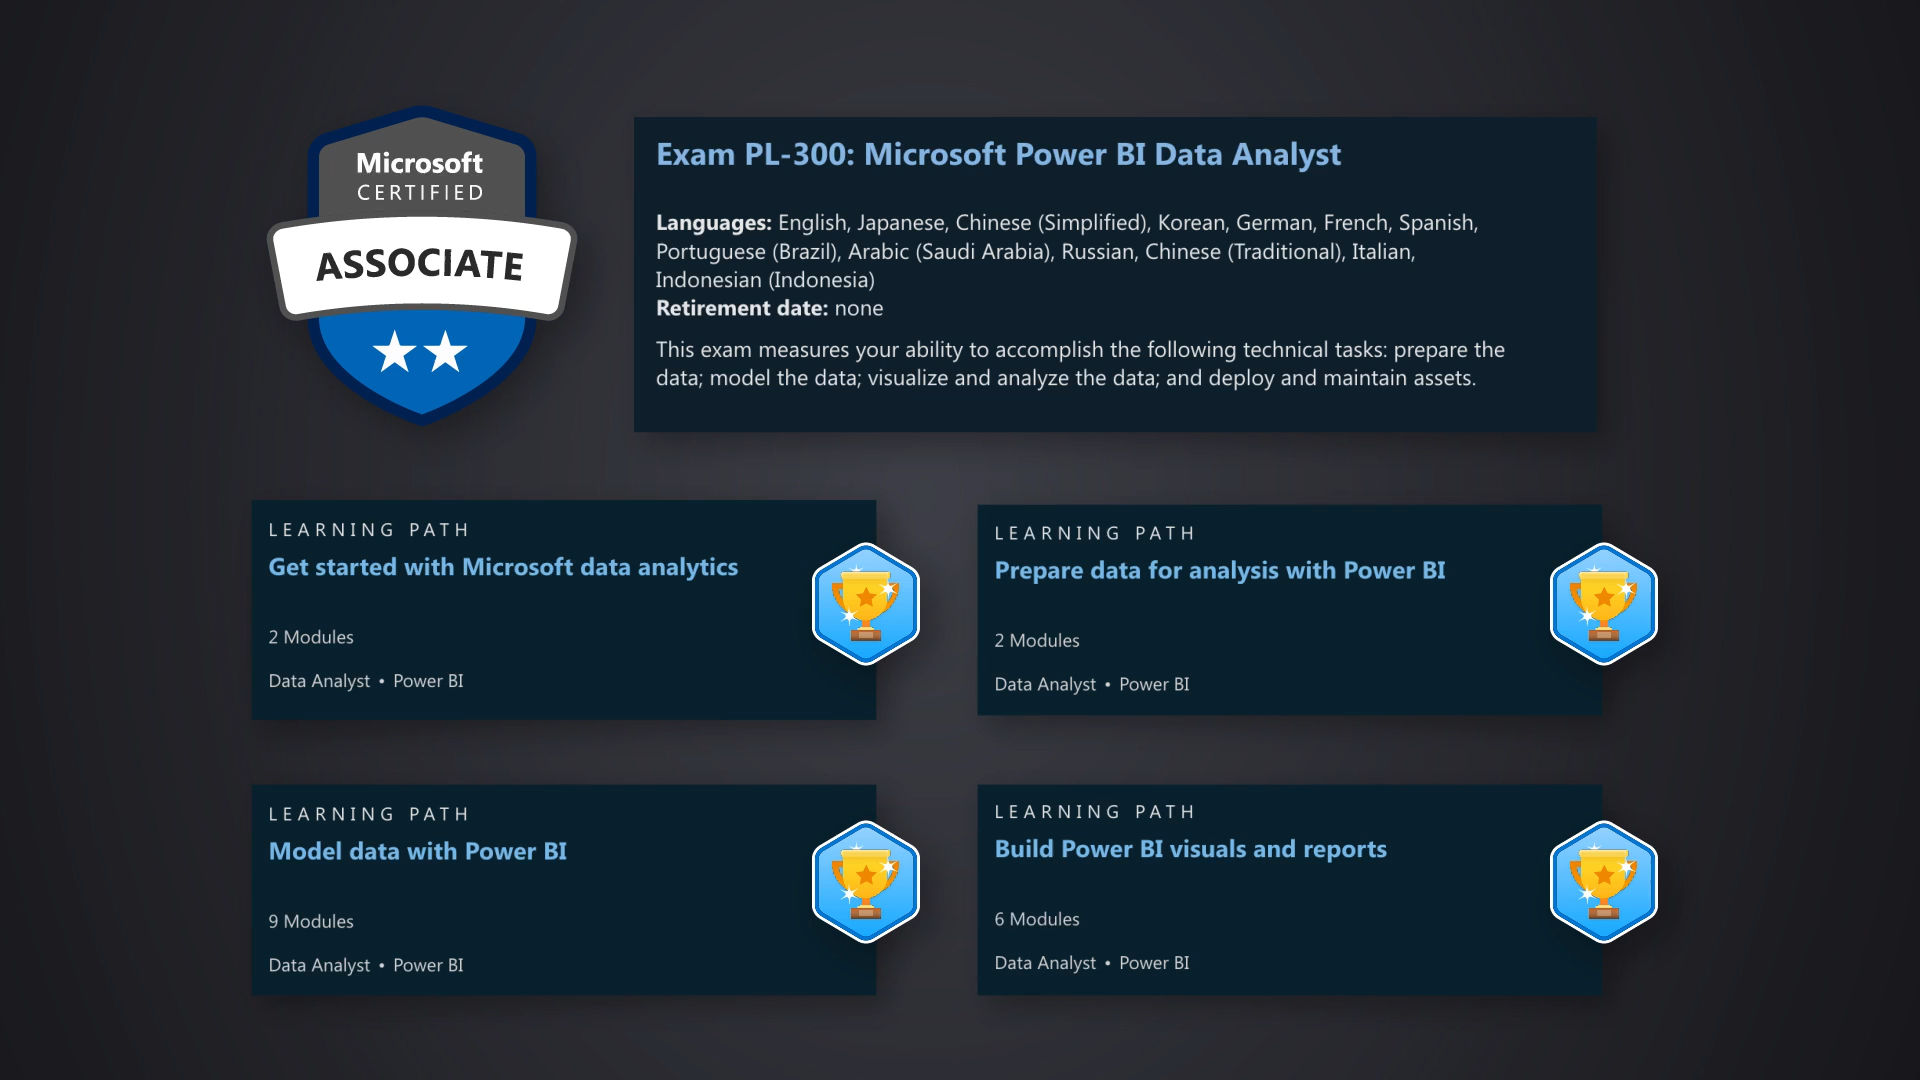 Microsoft
CERTIFIED
ASSOCIATE
Exam PL-300: Microsoft Power BI Data Analyst
Languages: English, Japanese, Chinese (Simplified), Korean, German, French, Spanish,
Portuguese (Brazil), Arabic (Saudi Arabia), Russian, Chinese (Traditional), Italian,
Indonesian (Indonesia)
Retirement date: none
This exam measures your ability to accomplish the following technical tasks: prepare the
data; model the data; visualize and analyze the data; and deploy and maintain assets.
LEARNING PATH
Get started with Microsoft data analytics
2 Modules
Data Analyst • Power BI
LEARNING PATH
Prepare data for analysis with Power BI
2 Modules
Data Analyst • Power BI
LEARNING PATH
Model data with Power BI
9 Modules
Data Analyst • Power BI
LEARNING PATH
Build Power BI visuals and reports
6 Modules
Data Analyst • Power BI